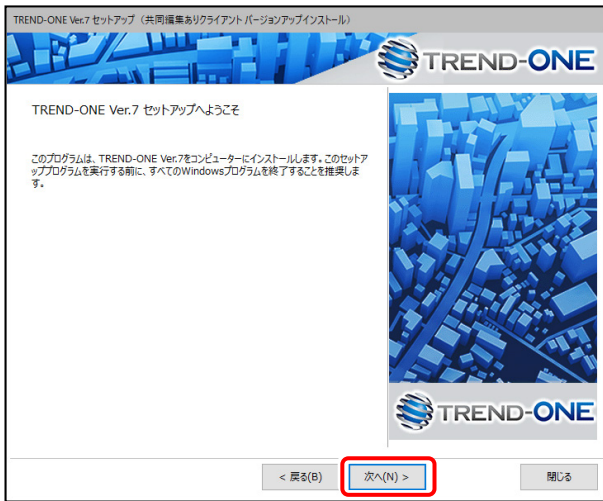 TREND-ONE Ver.7 セットアップ（共同編集ありクライアント バージョンアップインストール）
TREND-ONE
TREND-ONE Ver.7 セットアップへようこそ
このプログラムは、TREND-ONE Ver.7をコンピューターにインストールします。このセットア
ッププログラムを実行する前に、すべてのWindowsプログラムを終了することを推奨しま
す。
TREND-ONE
< 戻る(B)
次へ(N) >
閉じる